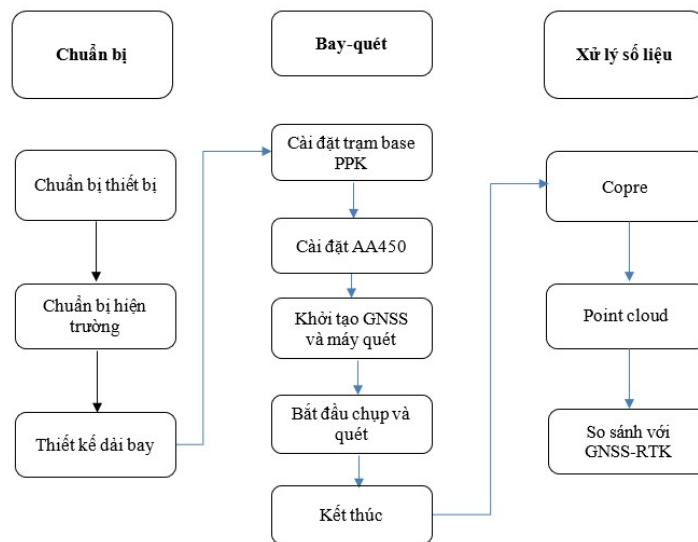 Chuẩn bị
Chuẩn bị thiết bị
Chuẩn bị hiện
trường
Thiết kế dải bay
Bay-quét
Cài đặt trạm base
PPK
Cài đặt AA450
Khởi tạo GNSS
và máy quét
Bắt đầu chụp và
quét
Kết thúc
Xử lý số liệu
Copre
Point cloud
So sánh với
GNSS-RTK